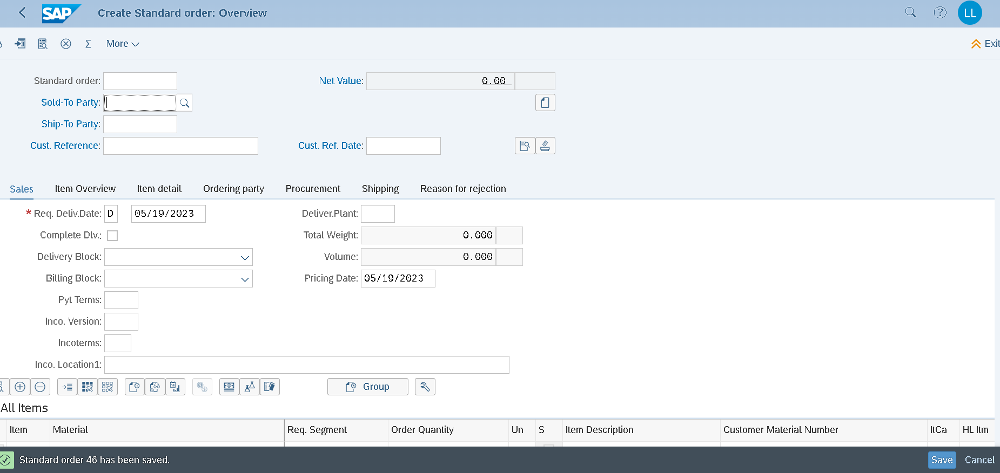 SAP Create Standard order: Overview LL
More Exit
Standard order: Net Value: 0.00
Sold-To Party:
Ship-To Party:
Cust. Reference: Cust. Ref. Date:
Sales Item Overview Item detail Ordering party Procurement Shipping Reason for rejection
* Req. Deliv.Date: D 05/19/2023 Deliver.Plant:
Complete Dlv.: Total Weight: 0.000
Delivery Block: Volume: 0.000
Billing Block: Pricing Date: 05/19/2023
Pyt Terms:
Inco. Version:
Incoterms:
Inco. Location1:
Group
All Items
Item Material Req. Segment Order Quantity Un S Item Description Customer Material Number ItCa HL Itm
Standard order 46 has been saved. Save Cancel